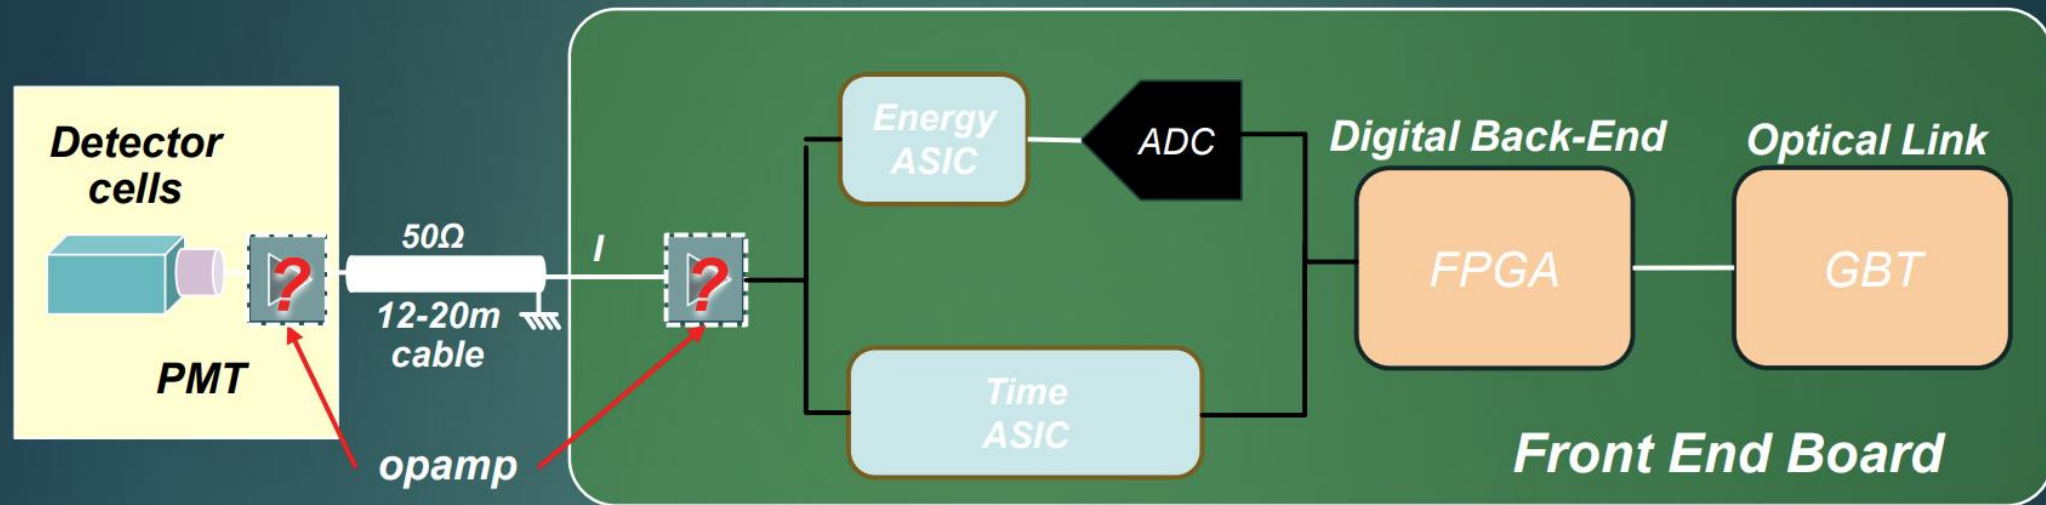 Detector
cells
PMT
?
50Ω
12-20m
cable
opamp
I
?
Energy
ASIC
ADC
Time
ASIC
Digital Back-End
FPGA
Optical Link
GBT
Front End Board